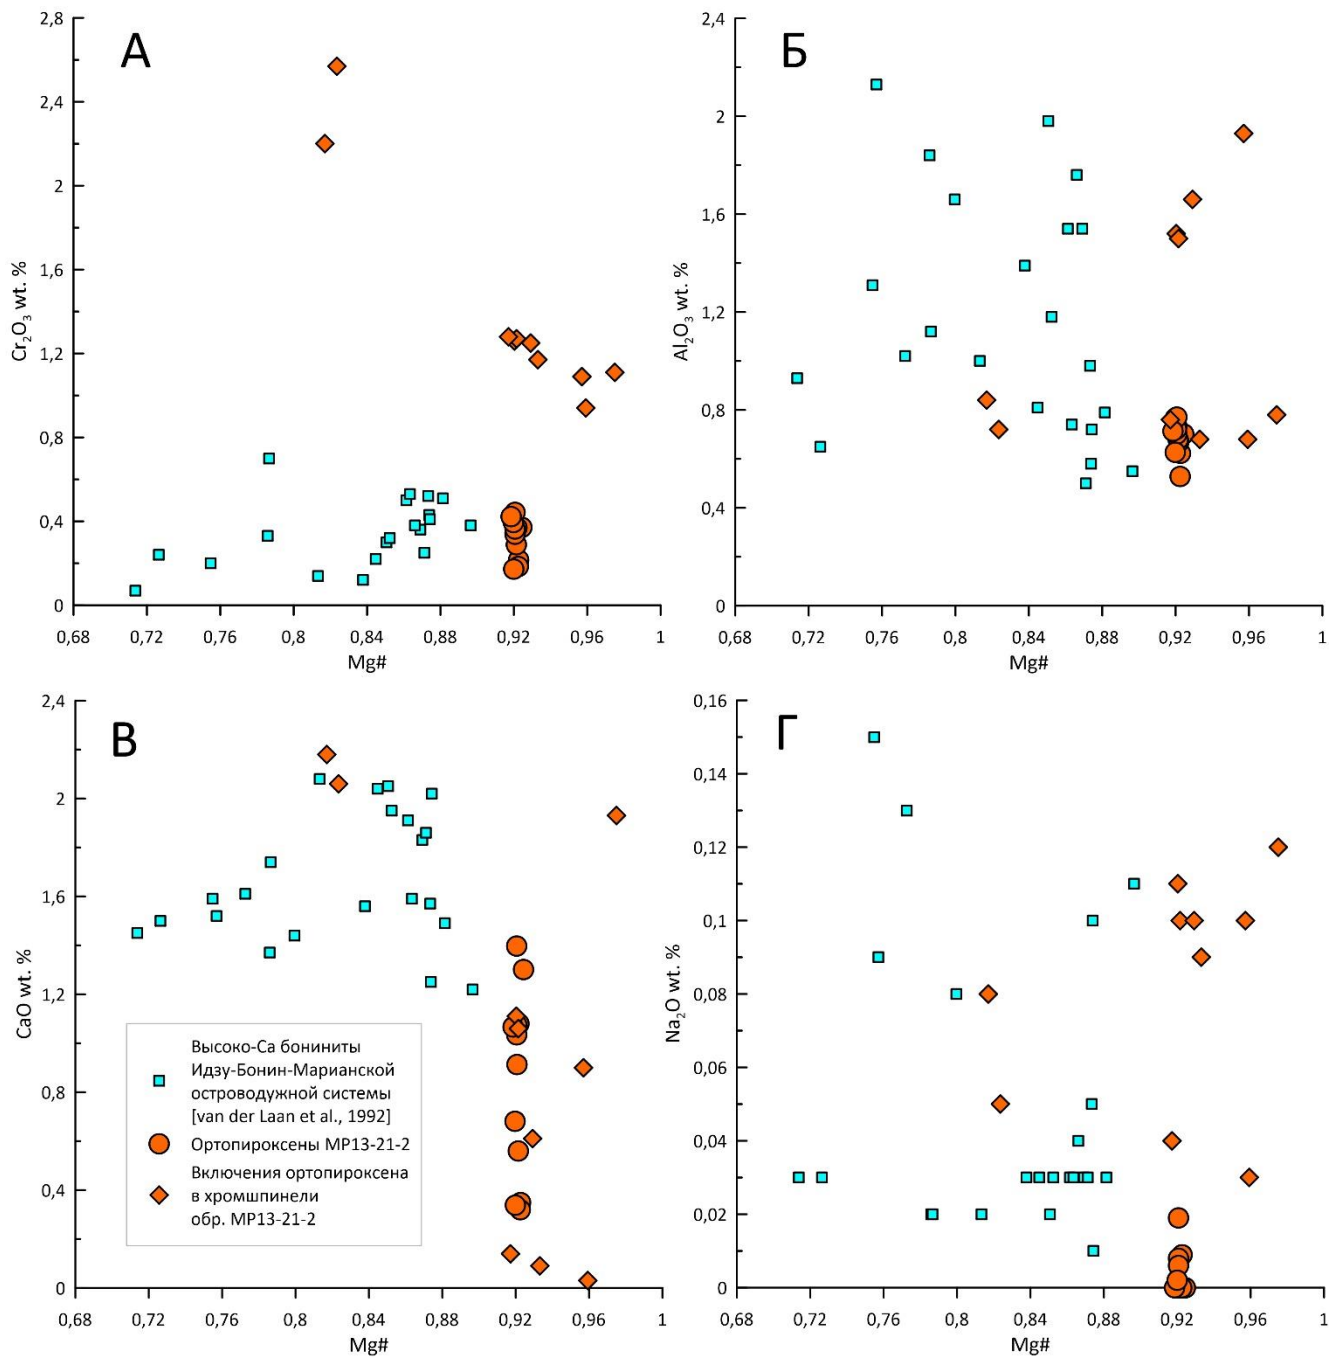 А
2,8
2,4
2
1,6
1,2
0,8
0,4
0
Cr₂O₃ wt. %
0,68 0,72 0,76 0,8 0,84 0,88 0,92 0,96 1
Mg#
Б
2,4
2
1,6
1,2
0,8
0,4
0
Al₂O₃ wt. %
0,68 0,72 0,76 0,8 0,84 0,88 0,92 0,96 1
Mg#
В
2,4
2
1,6
1,2
0,8
0,4
0
CaO wt. %
Высоко-Са бониниты
Идзу-Бонин-Марианской
островодужной системы
[van der Laan et al., 1992]
Ортопироксены МР13-21-2
Включения ортопироксена
в хромшпинели
обр. МР13-21-2
0,68 0,72 0,76 0,8 0,84 0,88 0,92 0,96 1
Mg#
Г
0,16
0,14
0,12
0,1
0,08
0,06
0,04
0,02
0
Na₂O wt. %
0,68 0,72 0,76 0,8 0,84 0,88 0,92 0,96 1
Mg#